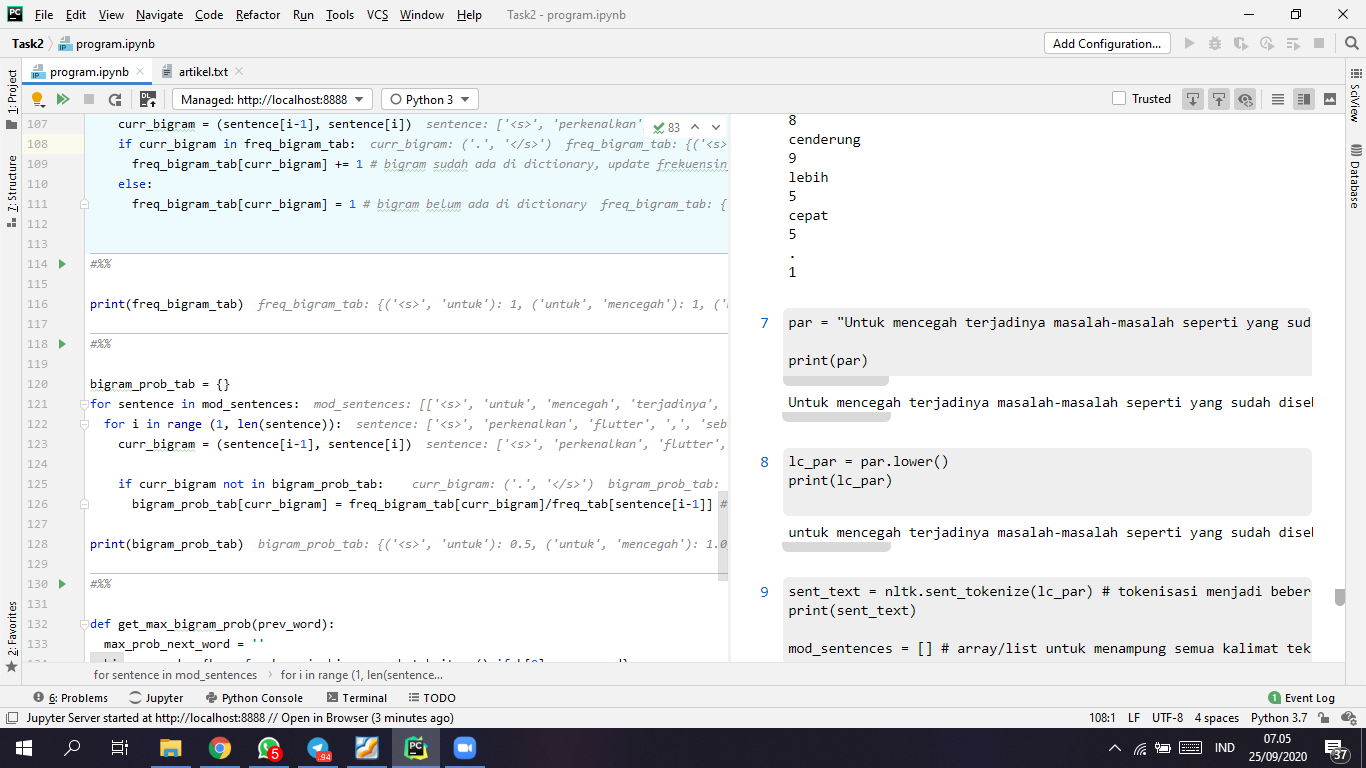 PC File Edit View Navigate Code Refactor Run Tools VCS Window Help Task2 - program.ipynb
Task2 program.ipynb Add Configuration...
program.ipynb artikel.txt
Managed: http://localhost:8888 Python 3 Trusted
1: Project
7: Structure
2: Favorites
107 curr_bigram = (sentence[i-1], sentence[i]) sentence: ['<s>', 'perkenalkan'
83
108 if curr_bigram in freq_bigram_tab: curr_bigram: ('.', '</s>') freq_bigram_tab: {('<s>
109 freq_bigram_tab[curr_bigram] += 1 # bigram sudah ada di dictionary, update frekuensin
110 else:
111 freq_bigram_tab[curr_bigram] = 1 # bigram belum ada di dictionary freq_bigram_tab: {
112
113
114 #%%
115
116 print(freq_bigram_tab) freq_bigram_tab: {('<s>', 'untuk'): 1, ('untuk', 'mencegah'): 1, ('
117
118 #%%
119
120 bigram_prob_tab = {}
121 for sentence in mod_sentences: mod_sentences: [['<s>', 'untuk', 'mencegah', 'terjadinya',
122 for i in range (1, len(sentence)): sentence: ['<s>', 'perkenalkan', 'flutter', ',', 'seb
123 curr_bigram = (sentence[i-1], sentence[i]) sentence: ['<s>', 'perkenalkan', 'flutter',
124
125 if curr_bigram not in bigram_prob_tab: curr_bigram: ('.', '</s>') bigram_prob_tab:
126 bigram_prob_tab[curr_bigram] = freq_bigram_tab[curr_bigram]/freq_tab[sentence[i-1]] #
127
128 print(bigram_prob_tab) bigram_prob_tab: {('<s>', 'untuk'): 0.5, ('untuk', 'mencegah'): 1.0
129
130 #%%
131
132 def get_max_bigram_prob(prev_word):
133 max_prob_next_word = ''
8
cenderung
9
lebih
5
cepat
5
.
1
7 par = "Untuk mencegah terjadinya masalah-masalah seperti yang sud
print(par)
Untuk mencegah terjadinya masalah-masalah seperti yang sudah diseb
8 lc_par = par.lower()
print(lc_par)
untuk mencegah terjadinya masalah-masalah seperti yang sudah diseb
9 sent_text = nltk.sent_tokenize(lc_par) # tokenisasi menjadi beber
print(sent_text)
mod_sentences = [] # array/list untuk menampung semua kalimat tek
SciView
Database
for sentence in mod_sentences for i in range (1, len(sentence...
6: Problems Jupyter Python Console Terminal TODO 1 Event Log
Jupyter Server started at http://localhost:8888 // Open in Browser (3 minutes ago) 108:1 LF UTF-8 4 spaces Python 3.7
5 94 PC IND 07.05
25/09/2020 37